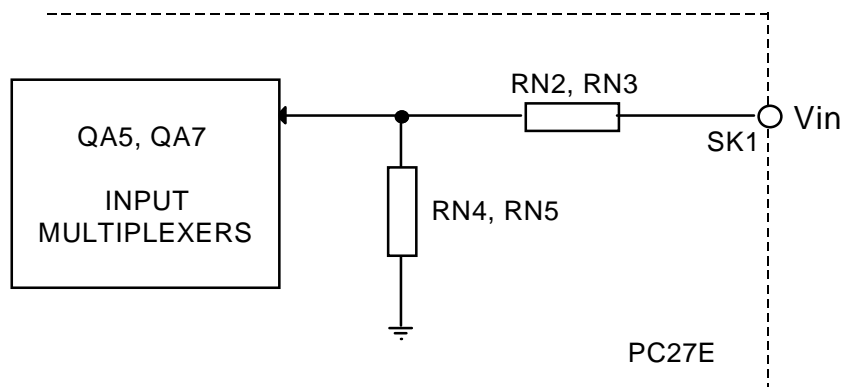 RN2, RN3
Vin
SK1
QA5, QA7
INPUT
MULTIPLEXERS
RN4, RN5
PC27E